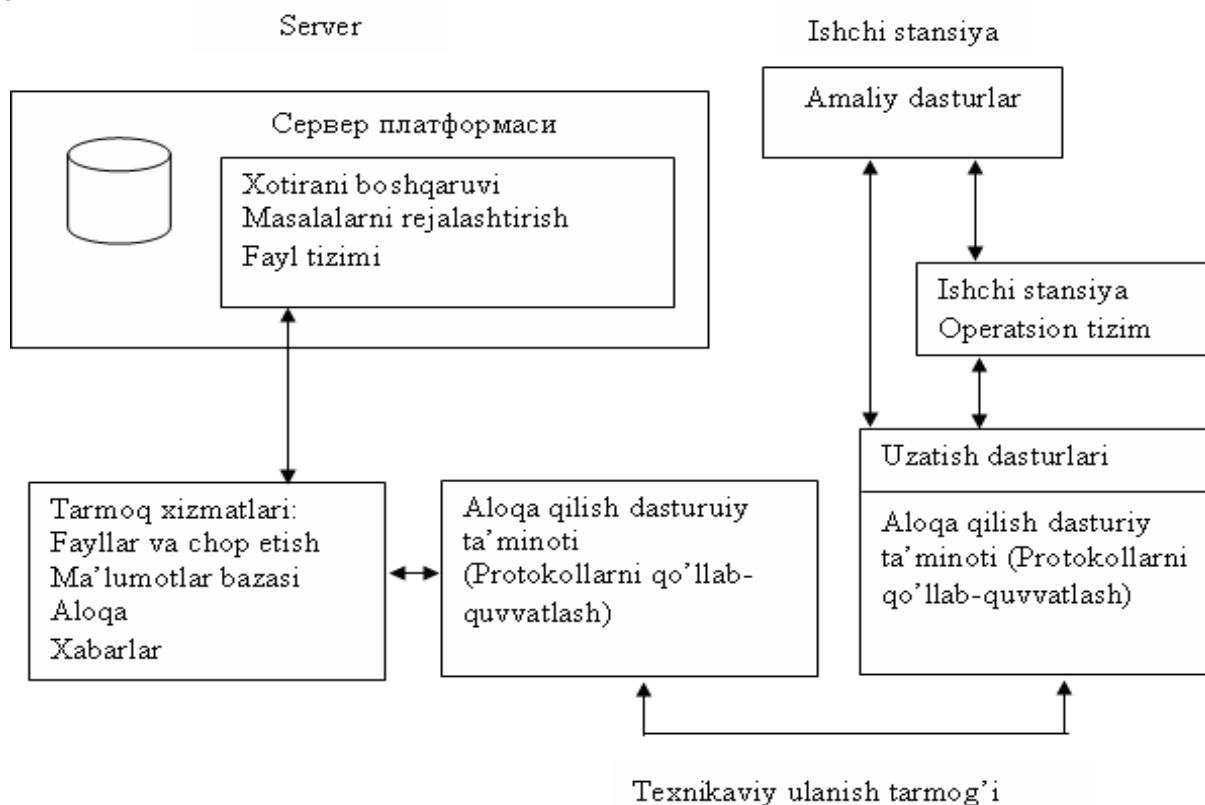 Server
Ishchi stansiya
Amaliy dasturlar
Сервер платформаси
Xotirani boshqaruvi
Masalalarni rejalashtirish
Fayl tizimi
Ishchi stansiya
Operatsion tizim
Uzatish dasturlari
Tarmoq xizmatlari:
Fayllar va chop etish
Ma’lumotlar bazasi
Aloqa
Xabarlar
Aloqa qilish dasturuiy
ta’minoti
(Protokollarni qo’llab-
quvvatlash)
Aloqa qilish dasturiy
ta’minoti (Protokollarni
qo’llab-quvvatlash)
Texnikaviy ulanish tarmog’i